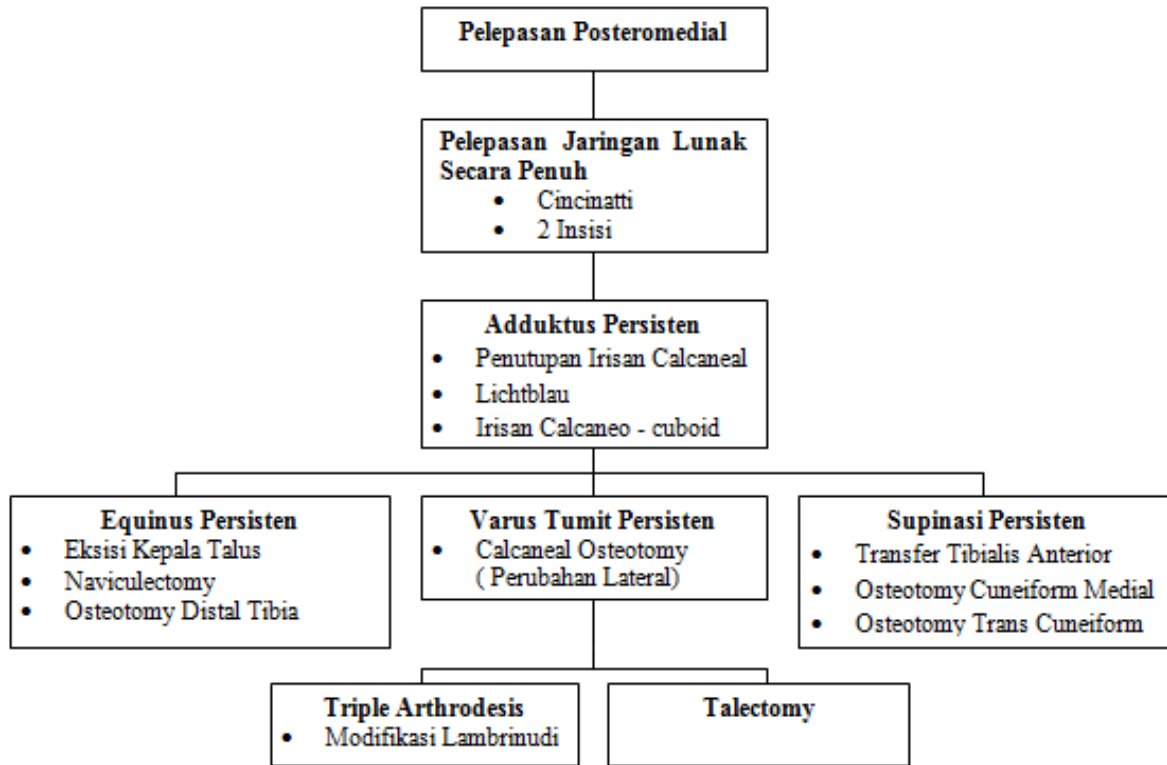 Pelepasan Posteromedial
Pelepasan Jaringan Lunak
Secara Penuh
• Cincinatti
• 2 Insisi
Adduktus Persisten
• Penutupan Irisan Calcaneal
• Lichtblau
• Irisan Calcaneo - cuboid
Equinus Persisten
• Eksisi Kepala Talus
• Naviculectomy
• Osteotomy Distal Tibia
Varus Tumit Persisten
• Calcaneal Osteotomy
( Perubahan Lateral)
Supinasi Persisten
• Transfer Tibialis Anterior
• Osteotomy Cuneiform Medial
• Osteotomy Trans Cuneiform
Triple Arthrodesis
• Modifikasi Lambrinudi
Talectomy